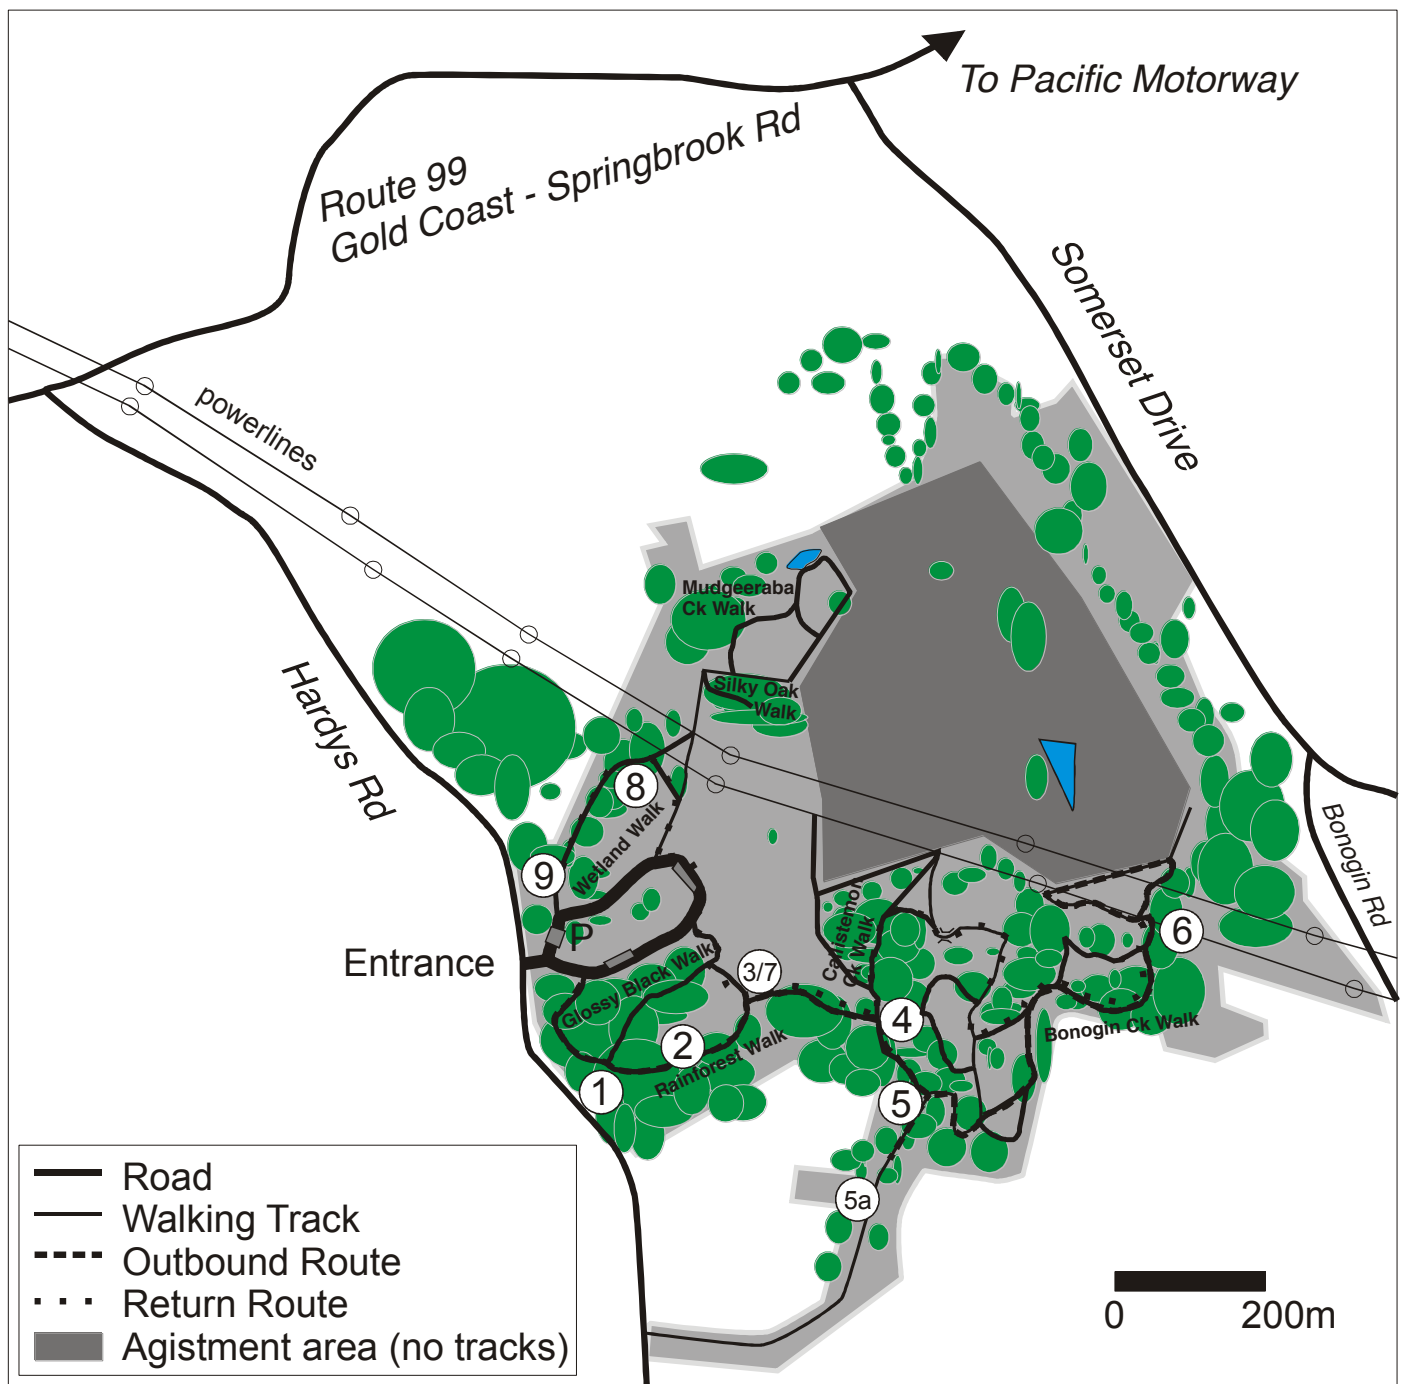 To Pacific Motorway
Route 99
Gold Coast - Springbrook Rd
Somerset Drive
powerlines
Mudgeeraba
Ck Walk
Silky Oak
Walk
Hardys Rd
8
Wetland Walk
9
P
Entrance
Callistemon
Ck Walk
Bonogin Rd
6
Glossy Black Walk
3/7
4
Bonogin Ck Walk
2
Rainforest Walk
1
5
5a
Road
Walking Track
Outbound Route
Return Route
Agistment area (no tracks)
0 200m